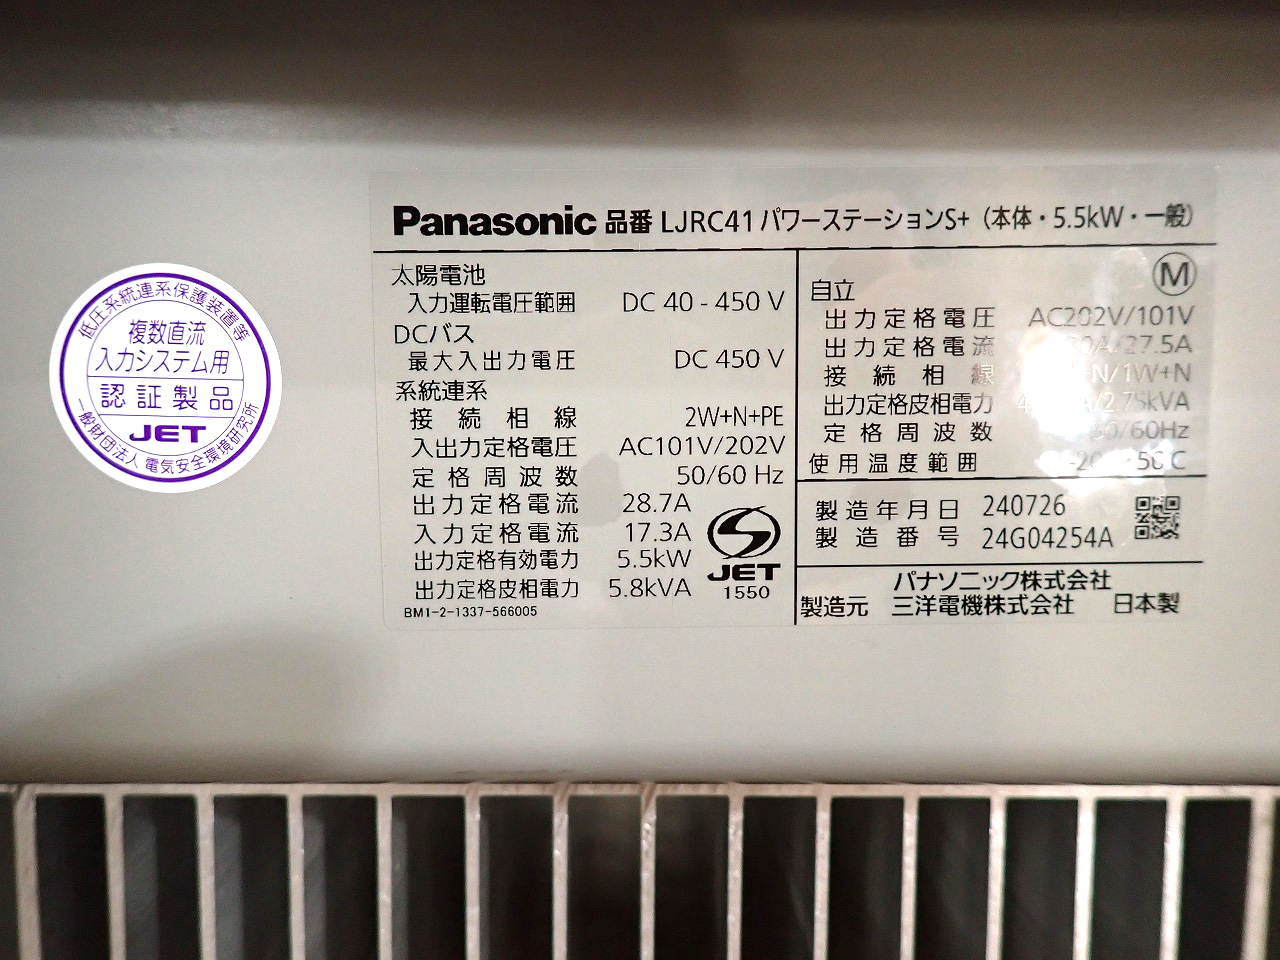 低圧系統連系保護装置等
複数直流
入力システム用
認証製品
JET
一般財団法人 電気安全環境研究所
Panasonic 品番 LJRC41 パワーステーションS+（本体・5.5kW・一般）
太陽電池
入力運転電圧範囲 DC 40 - 450 V
DCバス
最大入出力電圧 DC 450 V
系統連系
接続相線 2W+N+PE
入出力定格電圧 AC101V/202V
定格周波数 50/60 Hz
出力定格電流 28.7A
入力定格電流 17.3A
出力定格有効電力 5.5kW
出力定格皮相電力 5.8kVA
BM1-2-1337-566005
JET
1550
M
自立
出力定格電圧 AC202V/101V
出力定格電流 /27.5A
接続相線 N/1W+N
出力定格皮相電力 /2.75kVA
定格周波数 50/60Hz
使用温度範囲
製造年月日 240726
製造番号 24G04254A
パナソニック株式会社
製造元 三洋電機株式会社 日本製